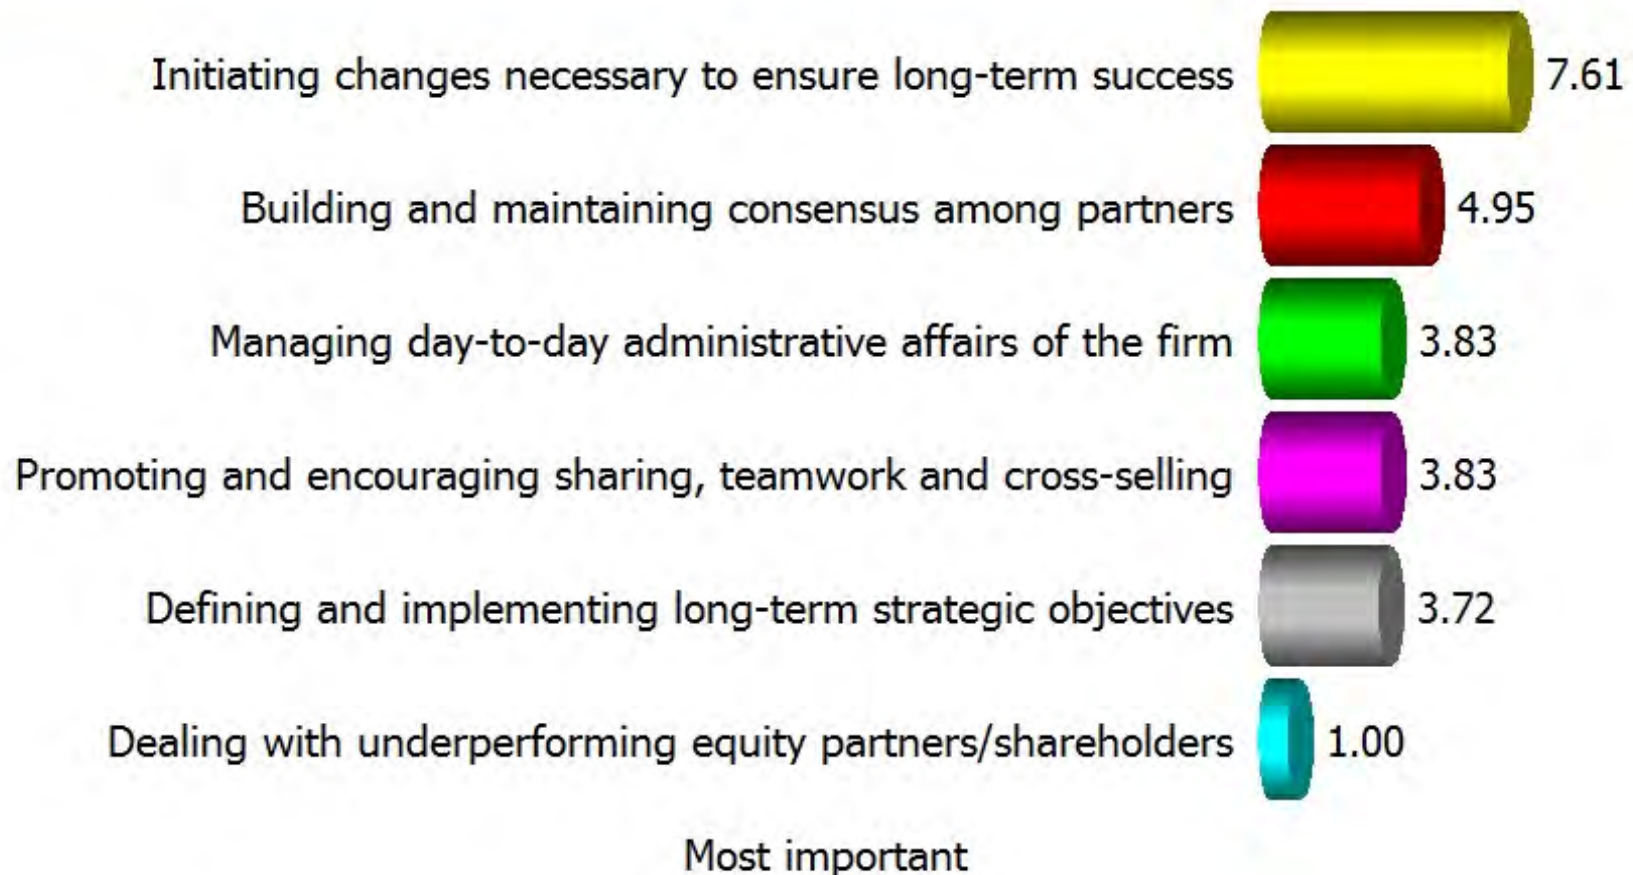 Initiating changes necessary to ensure long-term success 7.61
Building and maintaining consensus among partners 4.95
Managing day-to-day administrative affairs of the firm 3.83
Promoting and encouraging sharing, teamwork and cross-selling 3.83
Defining and implementing long-term strategic objectives 3.72
Dealing with underperforming equity partners/shareholders 1.00
Most important